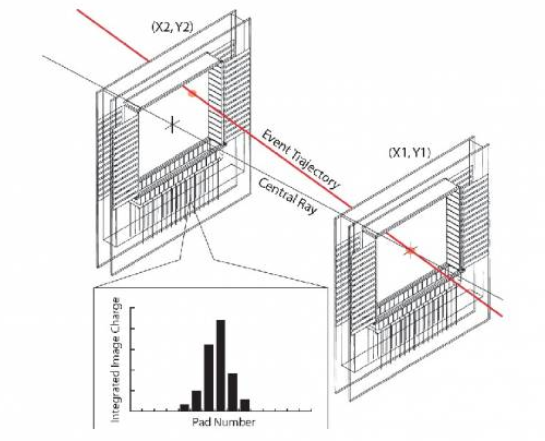 (X2, Y2)
Event Trajectory
(X1, Y1)
Central Ray
Integrated Image Charge
Pad Number